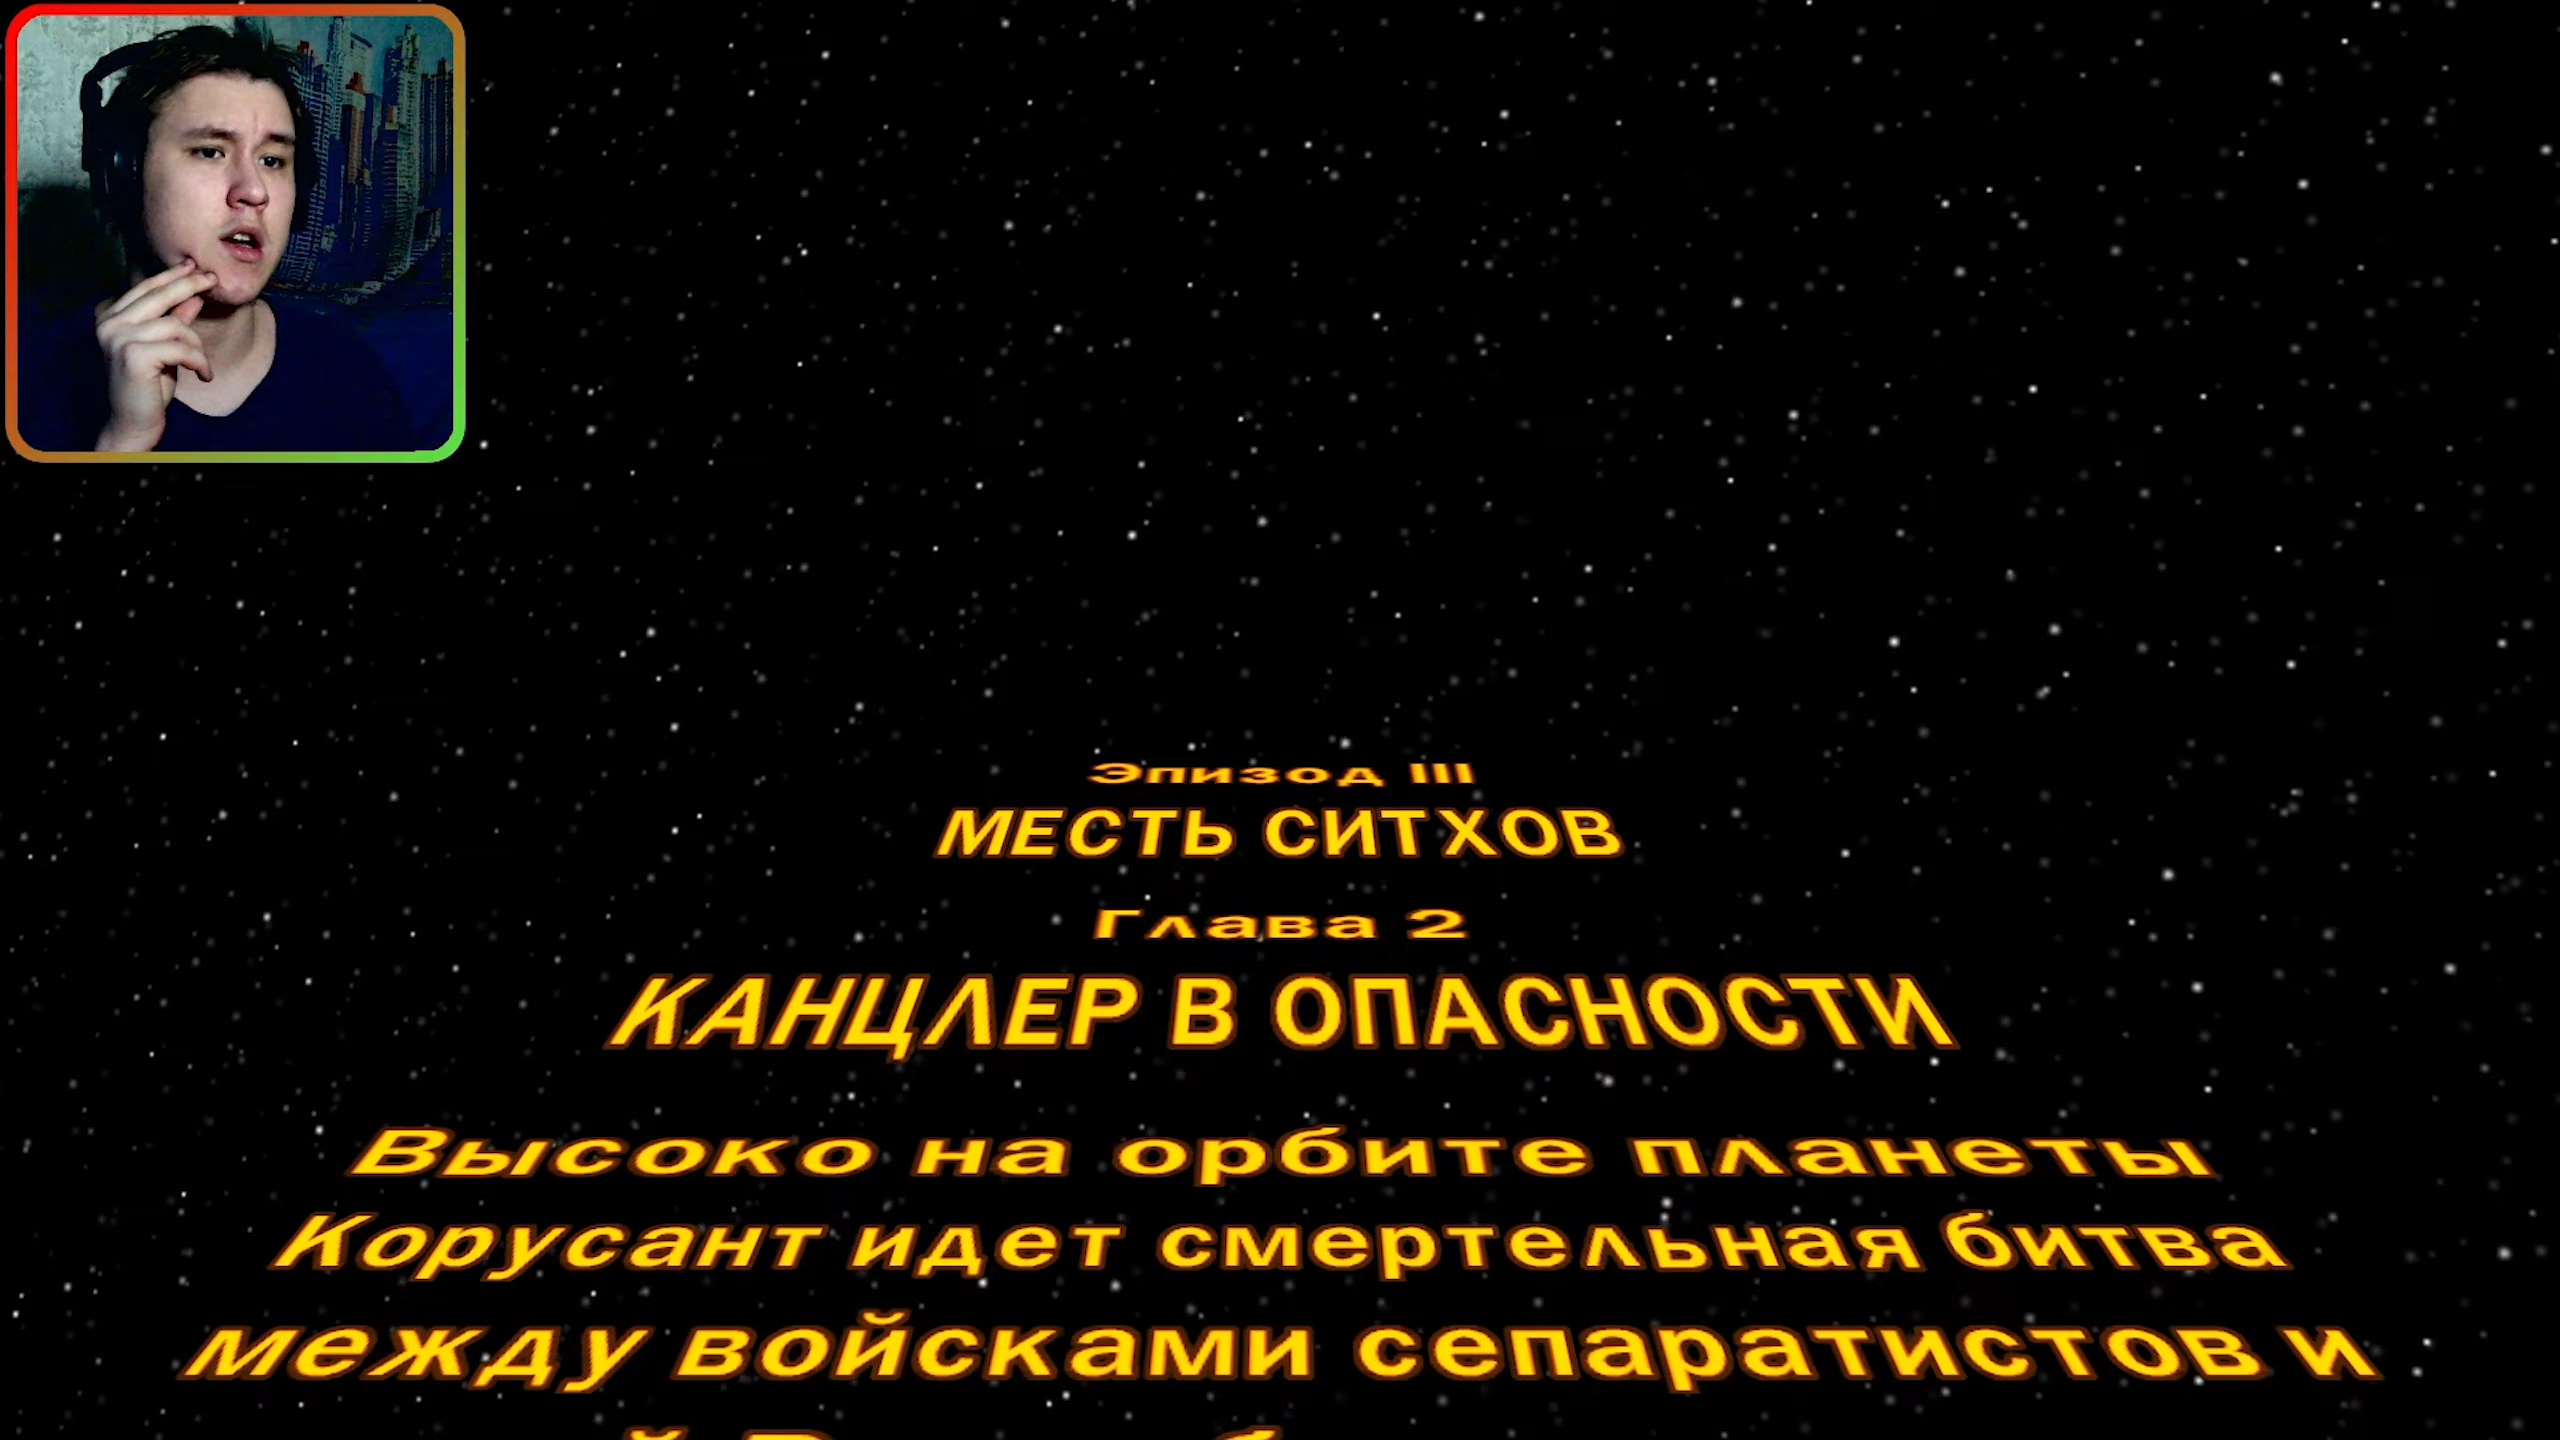 Эпизод III
МЕСТЬ СИТХОВ
Глава 2
КАНЦЛЕР В ОПАСНОСТИ
Высоко на орбите планеты
Корусант идет смертельная битва
между войсками сепаратистов и